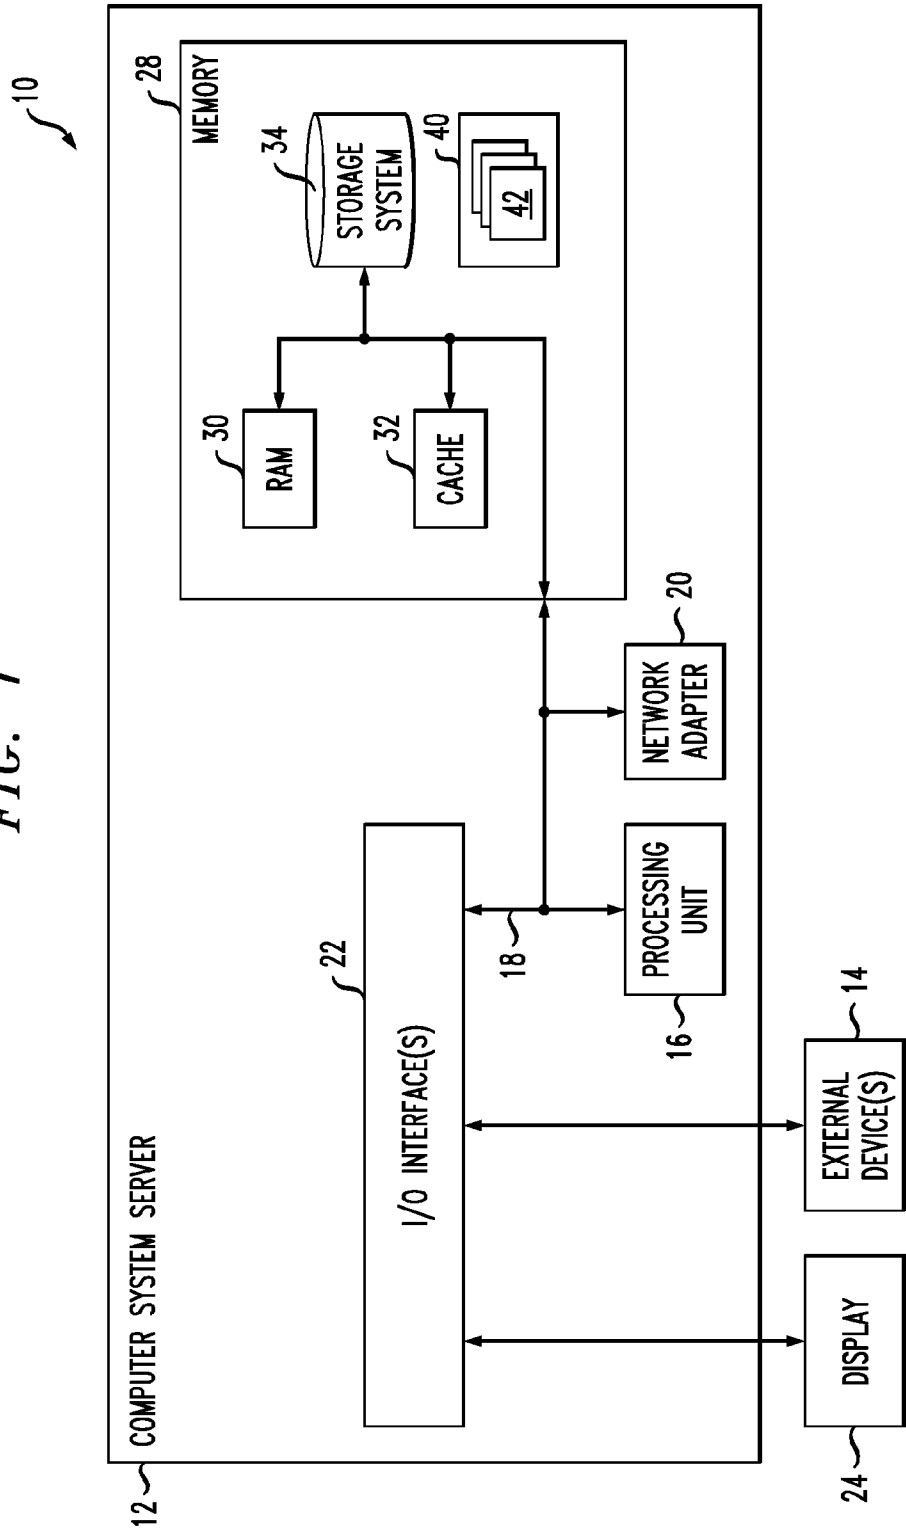 FIG. 1
10
12
COMPUTER SYSTEM SERVER
28
MEMORY
30
RAM
34
STORAGE
SYSTEM
32
CACHE
40
42
22
I/O INTERFACE(S)
18
16
PROCESSING
UNIT
20
NETWORK
ADAPTER
24
DISPLAY
14
EXTERNAL
DEVICE(S)